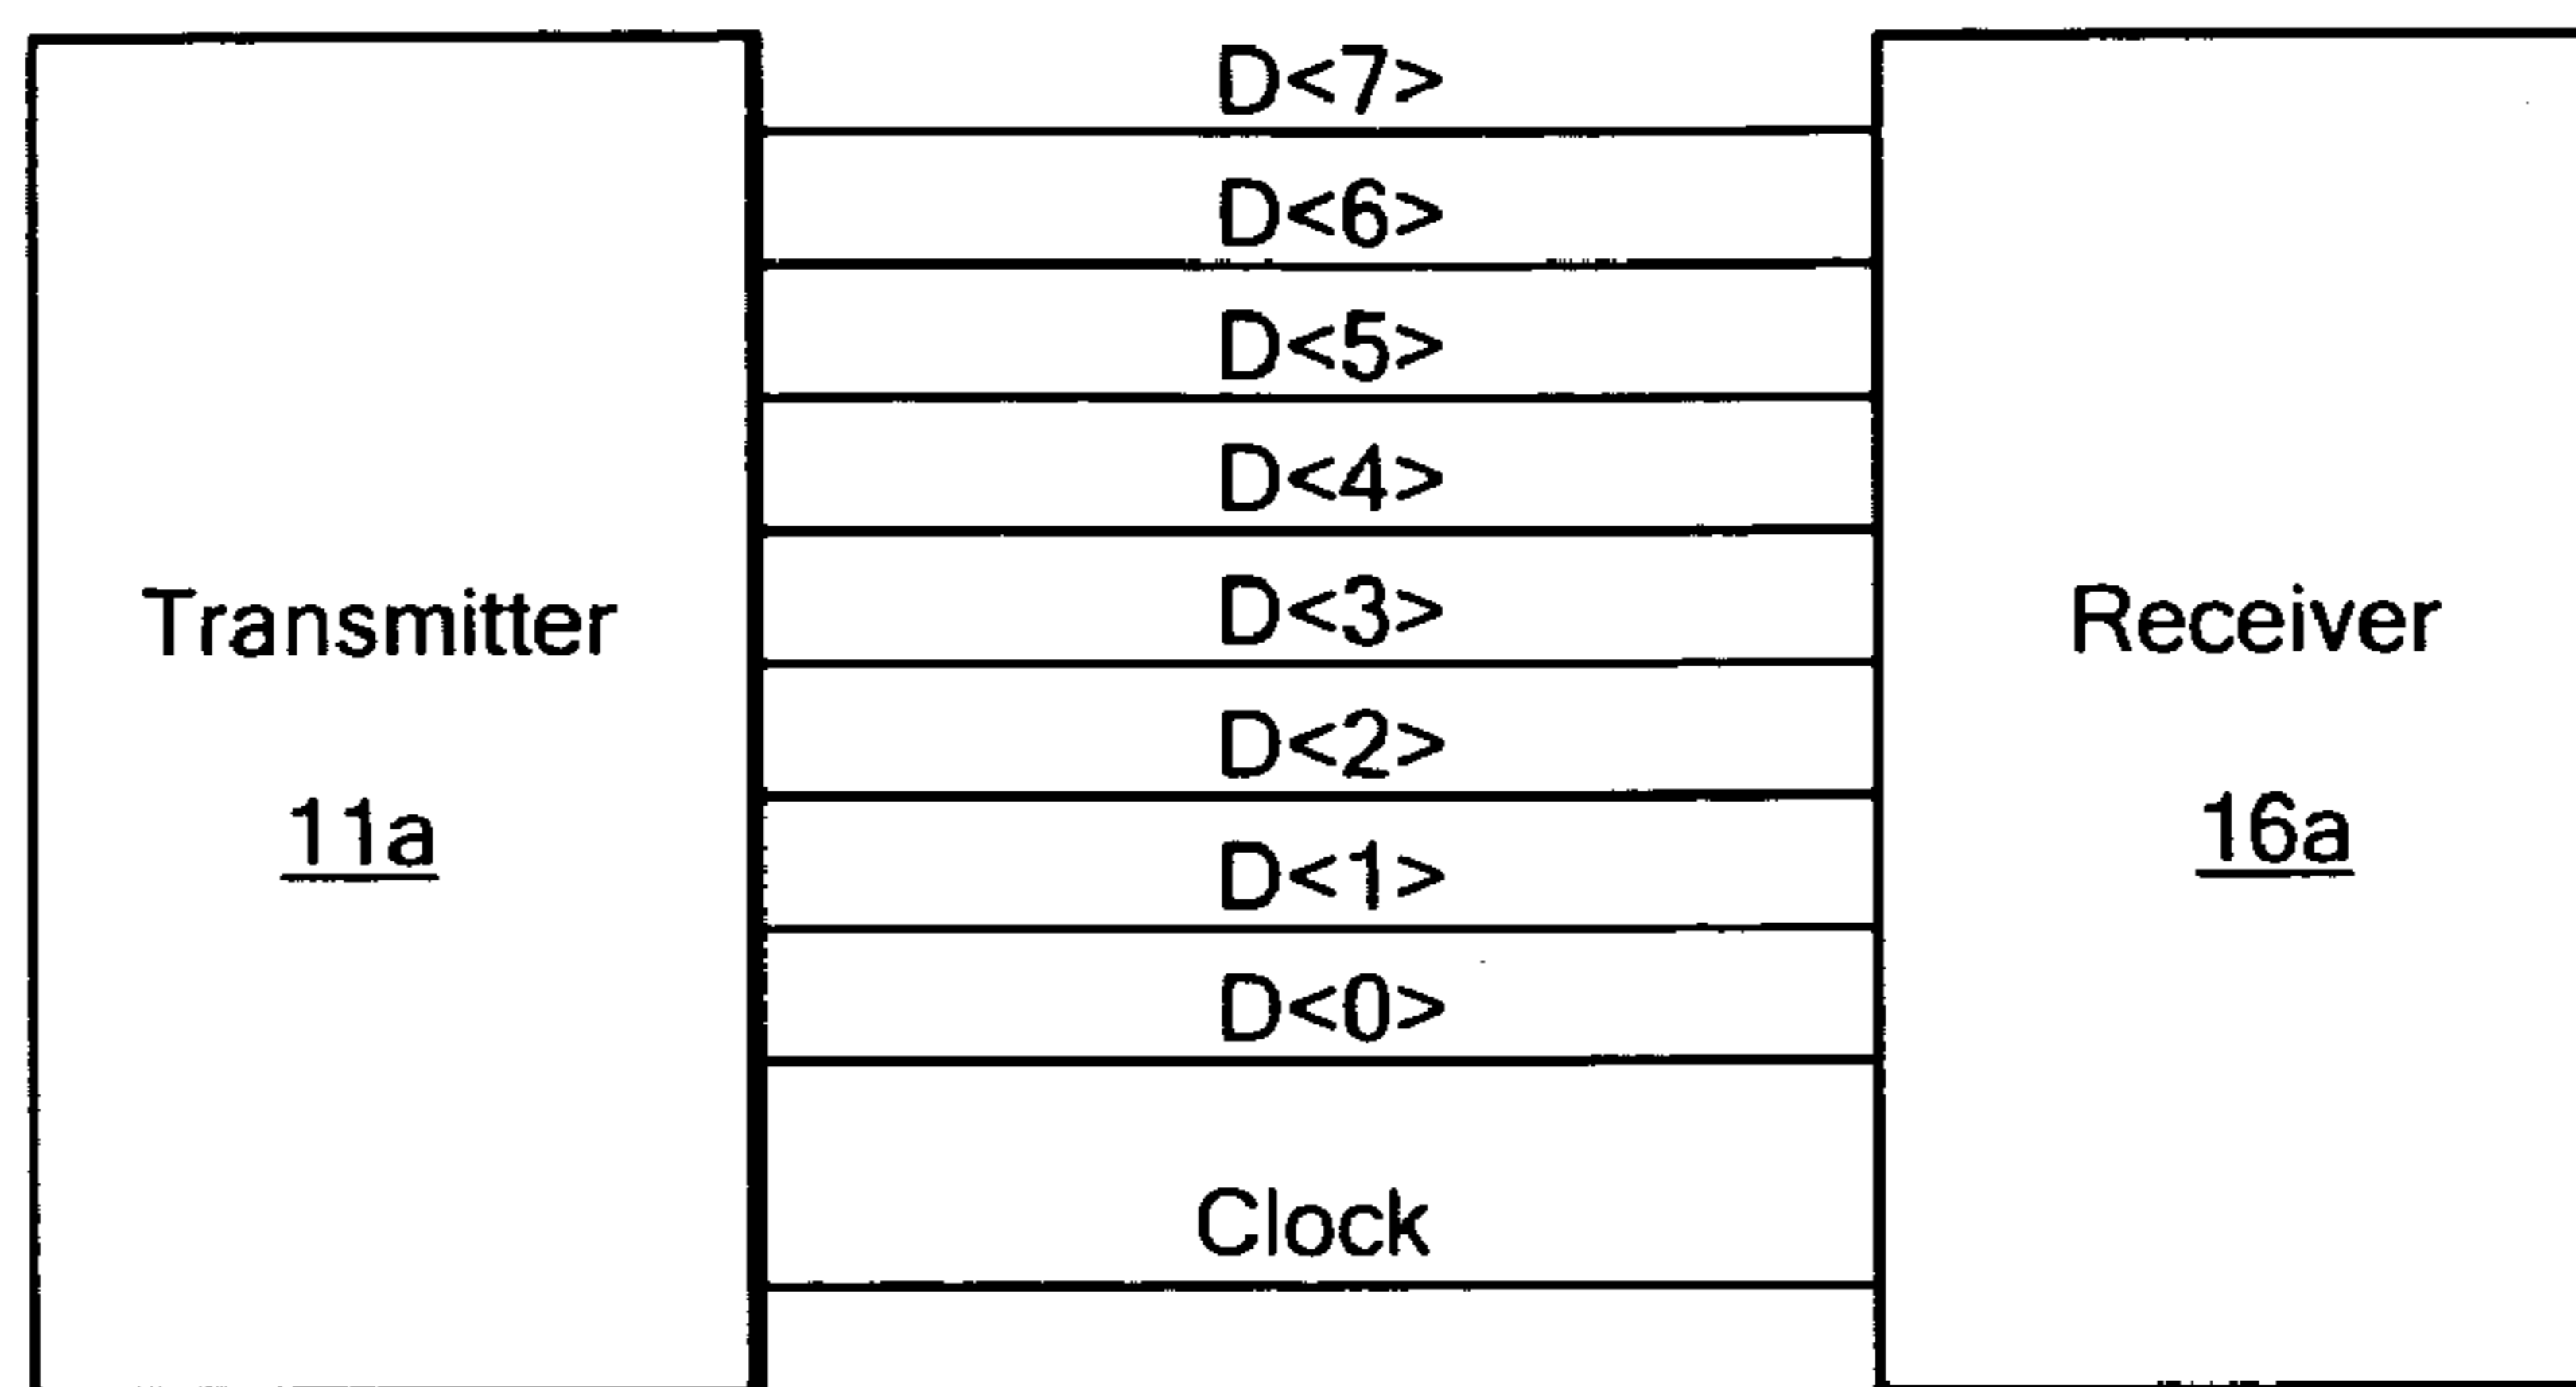 D<7>
D<6>
D<5>
D<4>
D<3>
D<2>
D<1>
D<0>
Clock
Transmitter
11a
Receiver
16a